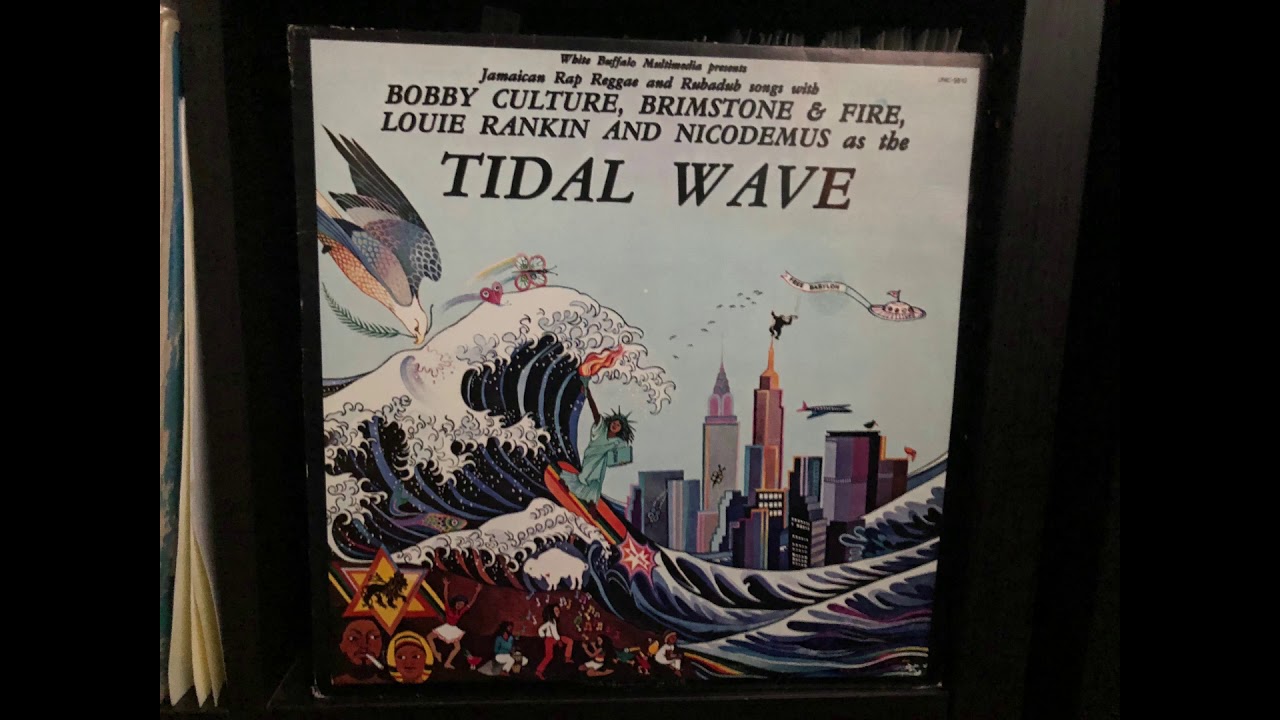 White Buffalo Multimedia presents
Jamaican Rap Reggae and Rubadub songs with
BOBBY CULTURE, BRIMSTONE & FIRE,
LOUIE RANKIN AND NICODEMUS as the
TIDAL WAVE
FREE BABYLON